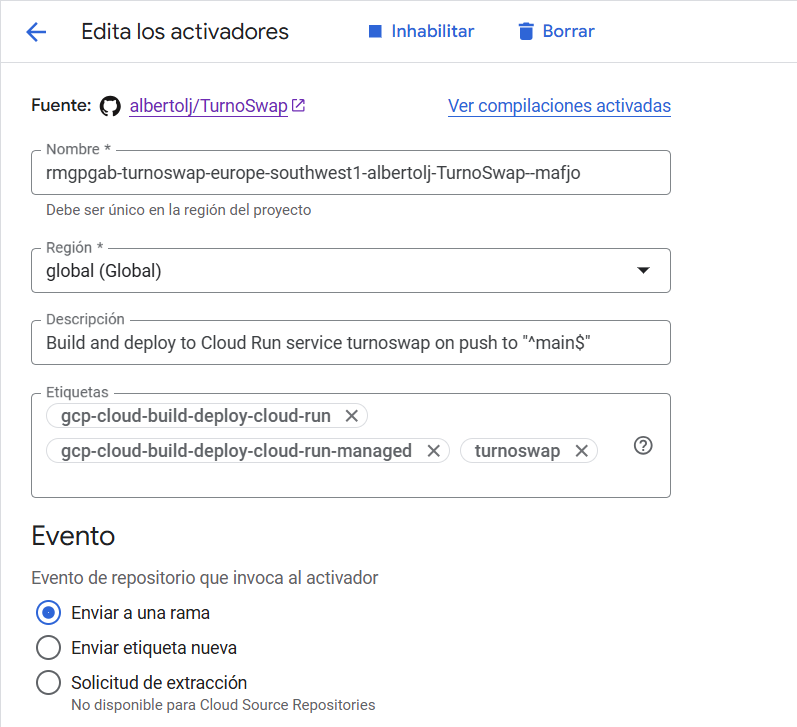 Edita los activadores
Inhabilitar
Borrar
Fuente: albertolj/TurnoSwap
Ver compilaciones activadas
Nombre *
rmgpgab-turnoswap-europe-southwest1-albertolj-TurnoSwap--mafjo
Debe ser único en la región del proyecto
Región *
global (Global)
Descripción
Build and deploy to Cloud Run service turnoswap on push to "^main$"
Etiquetas
gcp-cloud-build-deploy-cloud-run
gcp-cloud-build-deploy-cloud-run-managed
turnoswap
Evento
Evento de repositorio que invoca al activador
Enviar a una rama
Enviar etiqueta nueva
Solicitud de extracción
No disponible para Cloud Source Repositories